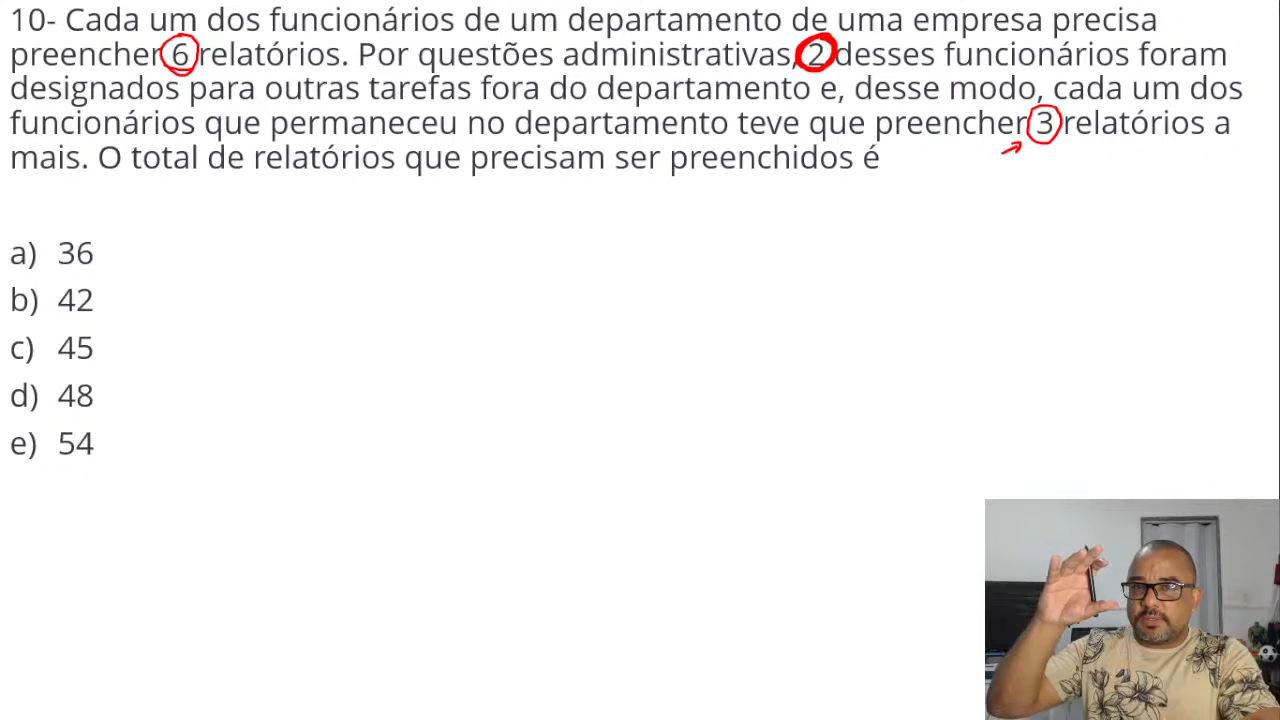 10- Cada um dos funcionários de um departamento de uma empresa precisa
preencher 6 relatórios. Por questões administrativas, 2 desses funcionários foram
designados para outras tarefas fora do departamento e, desse modo, cada um dos
funcionários que permaneceu no departamento teve que preencher 3 relatórios a
mais. O total de relatórios que precisam ser preenchidos é
a) 36
b) 42
c) 45
d) 48
e) 54